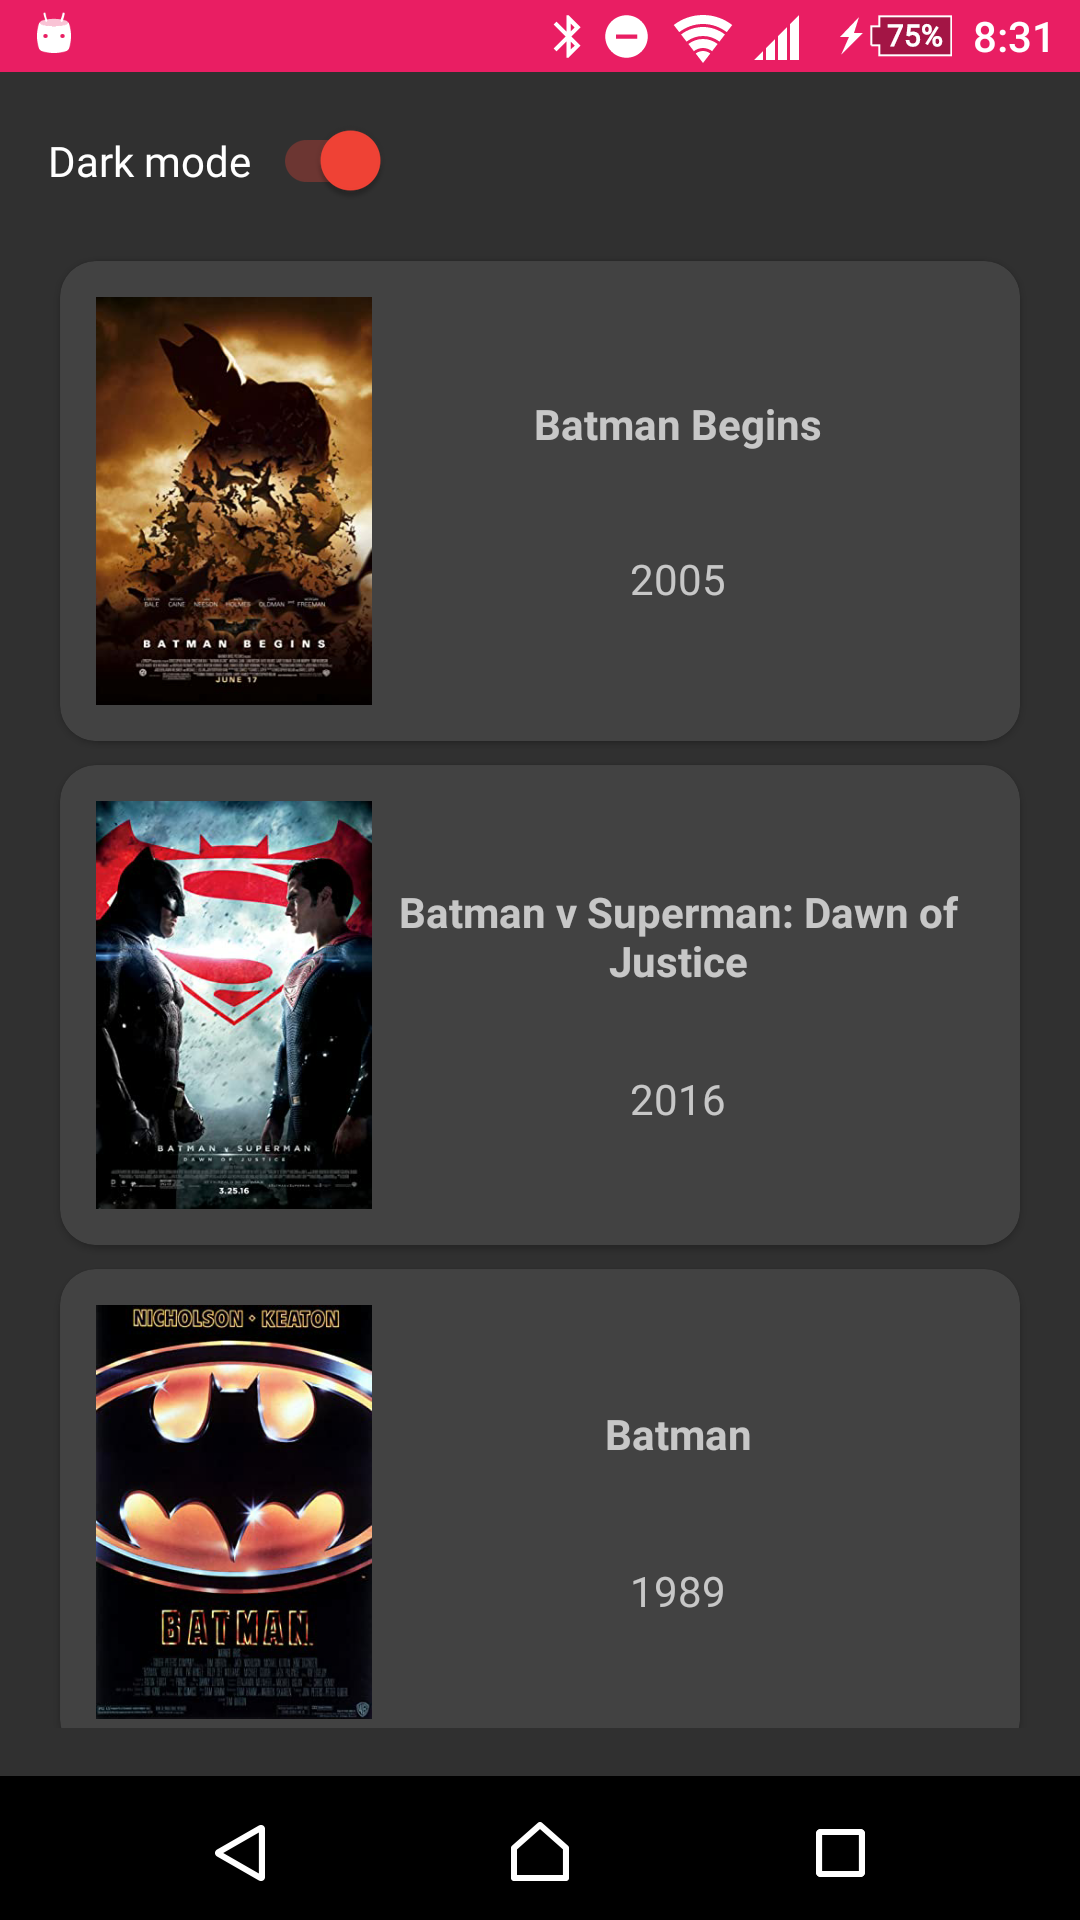 75% 8:31
Dark mode
BALE CAINE NEESON HOLMES OLDMAN FREEMAN
BATMAN BEGINS
JUNE 17
Batman Begins
2005
BATMAN v SUPERMAN
DAWN OF JUSTICE
3.25.16
Batman v Superman: Dawn of
Justice
2016
NICHOLSON · KEATON
BATMAN
Batman
1989